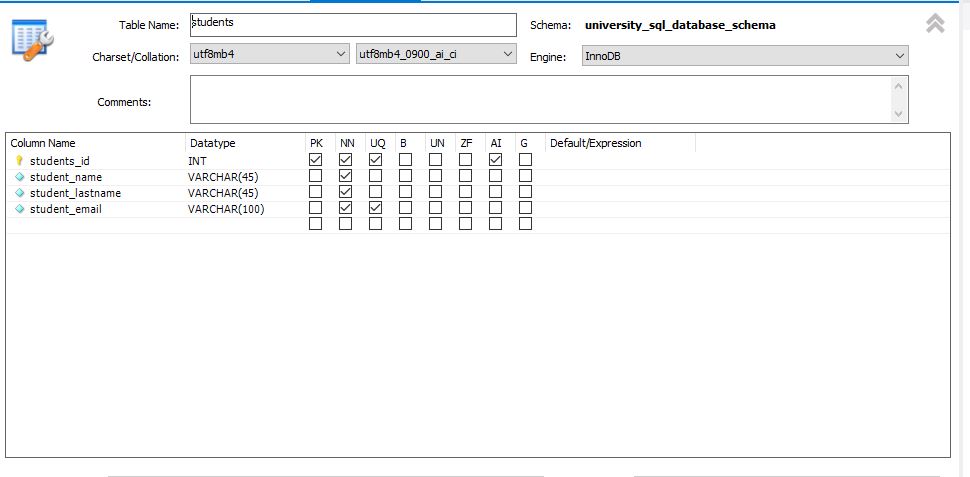 Table Name: students Schema: university_sql_database_schema
Charset/Collation: utf8mb4 utf8mb4_0900_ai_ci Engine: InnoDB
Comments:
Column Name Datatype PK NN UQ B UN ZF AI G Default/Expression
students_id INT
student_name VARCHAR(45)
student_lastname VARCHAR(45)
student_email VARCHAR(100)